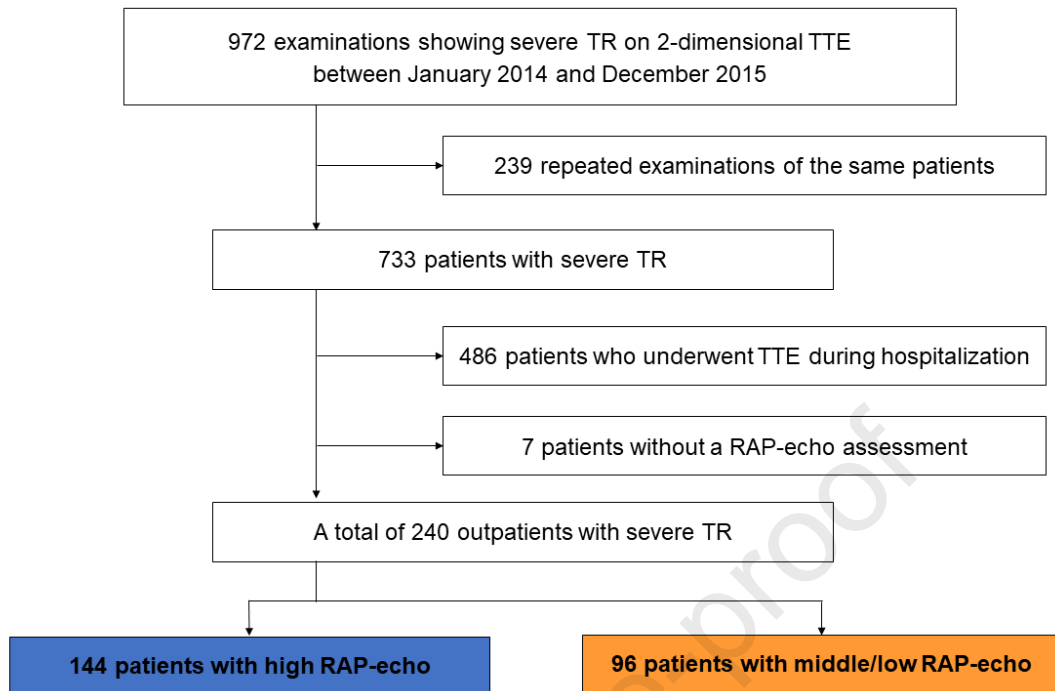 972 examinations showing severe TR on 2-dimensional TTE
between January 2014 and December 2015
239 repeated examinations of the same patients
733 patients with severe TR
486 patients who underwent TTE during hospitalization
7 patients without a RAP-echo assessment
A total of 240 outpatients with severe TR
144 patients with high RAP-echo
96 patients with middle/low RAP-echo
-proof